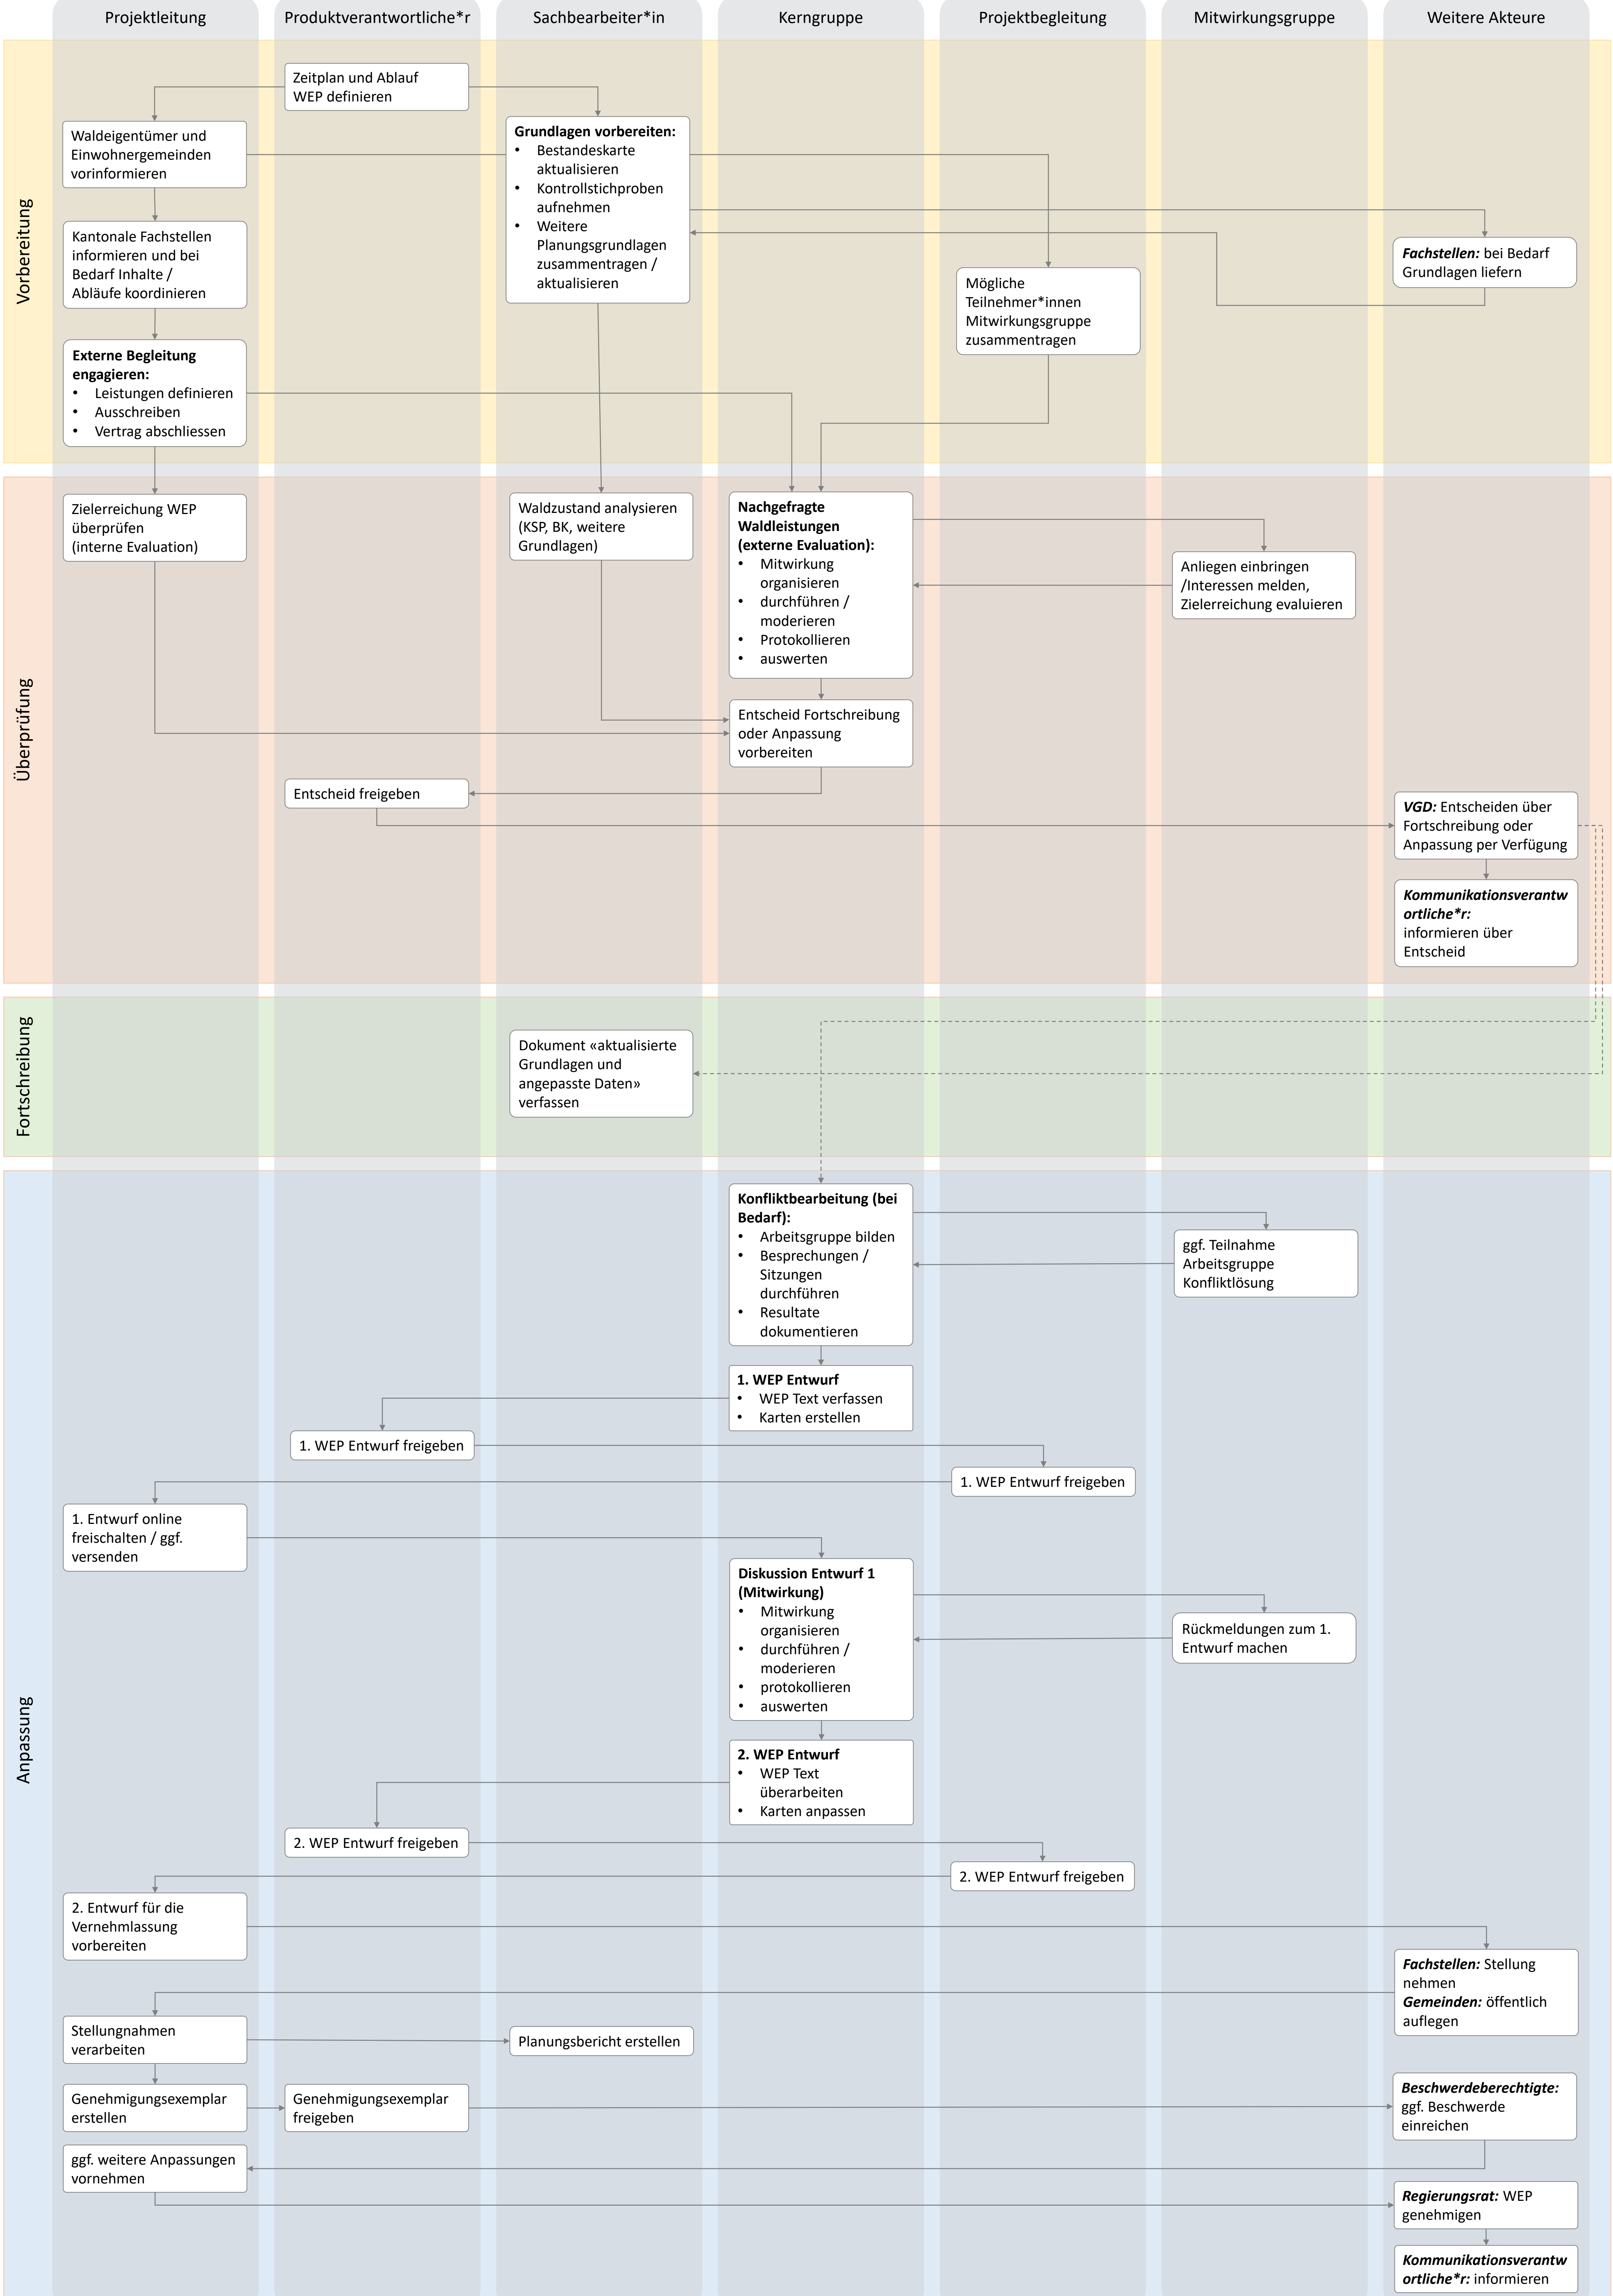 Projektleitung
Produktverantwortliche*r
Sachbearbeiter*in
Kerngruppe
Projektbegleitung
Mitwirkungsgruppe
Weitere Akteure
Vorbereitung
Zeitplan und Ablauf
WEP definieren
Waldeigentümer und
Einwohnergemeinden
vorinformieren
Grundlagen vorbereiten:
• Bestandeskarte
aktualisieren
• Kontrollstichproben
aufnehmen
• Weitere
Planungsgrundlagen
zusammentragen /
aktualisieren
Kantonale Fachstellen
informieren und bei
Bedarf Inhalte /
Abläufe koordinieren
Fachstellen: bei Bedarf
Grundlagen liefern
Mögliche
Teilnehmer*innen
Mitwirkungsgruppe
zusammentragen
Externe Begleitung
engagieren:
• Leistungen definieren
• Ausschreiben
• Vertrag abschliessen
Überprüfung
Zielerreichung WEP
überprüfen
(interne Evaluation)
Waldzustand analysieren
(KSP, BK, weitere
Grundlagen)
Nachgefragte
Waldleistungen
(externe Evaluation):
• Mitwirkung
organisieren
• durchführen /
moderieren
• Protokollieren
• auswerten
Anliegen einbringen
/Interessen melden,
Zielerreichung evaluieren
Entscheid Fortschreibung
oder Anpassung
vorbereiten
Entscheid freigeben
VGD: Entscheiden über
Fortschreibung oder
Anpassung per Verfügung
Kommunikationsverantw
ortliche*r:
informieren über
Entscheid
Fortschreibung
Dokument «aktualisierte
Grundlagen und
angepasste Daten»
verfassen
Anpassung
Konfliktbearbeitung (bei
Bedarf):
• Arbeitsgruppe bilden
• Besprechungen /
Sitzungen
durchführen
• Resultate
dokumentieren
ggf. Teilnahme
Arbeitsgruppe
Konfliktlösung
1. WEP Entwurf
• WEP Text verfassen
• Karten erstellen
1. WEP Entwurf freigeben
1. WEP Entwurf freigeben
1. Entwurf online
freischalten / ggf.
versenden
Diskussion Entwurf 1
(Mitwirkung)
• Mitwirkung
organisieren
• durchführen /
moderieren
• protokollieren
• auswerten
Rückmeldungen zum 1.
Entwurf machen
2. WEP Entwurf
• WEP Text
überarbeiten
• Karten anpassen
2. WEP Entwurf freigeben
2. WEP Entwurf freigeben
2. Entwurf für die
Vernehmlassung
vorbereiten
Fachstellen: Stellung
nehmen
Gemeinden: öffentlich
auflegen
Stellungnahmen
verarbeiten
Planungsbericht erstellen
Genehmigungsexemplar
erstellen
Genehmigungsexemplar
freigeben
Beschwerdeberechtigte:
ggf. Beschwerde
einreichen
ggf. weitere Anpassungen
vornehmen
Regierungsrat: WEP
genehmigen
Kommunikationsverantw
ortliche*r: informieren